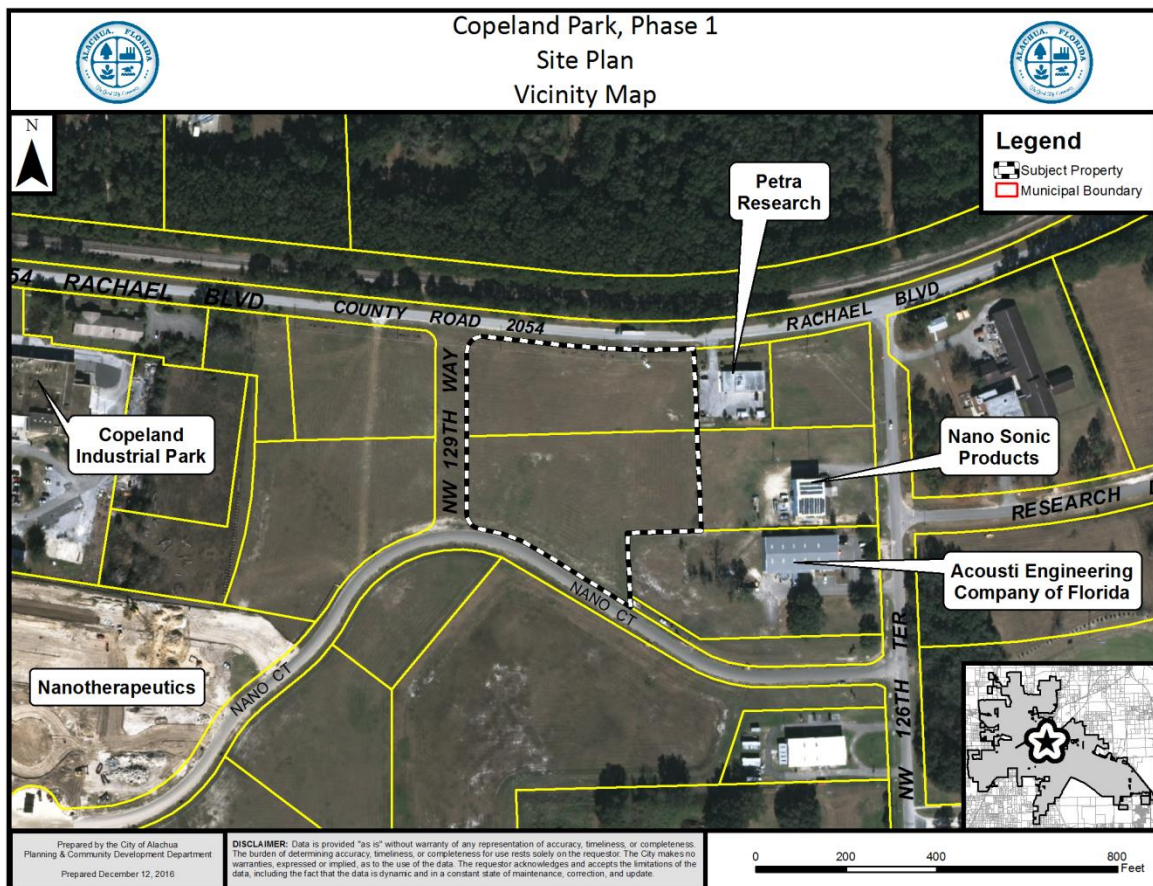 Copeland Park, Phase 1
Site Plan
Vicinity Map
ALACHUA, FLORIDA
ALACHUA, FLORIDA
N
Legend
Subject Property
Municipal Boundary
Petra
Research
54 RACHAEL BLVD
COUNTY ROAD 2054
RACHAEL BLVD
NW 129TH WAY
Copeland
Industrial Park
Nano Sonic
Products
RESEARCH
Acousti Engineering
Company of Florida
NANO CT
NW 126TH TER
Nanotherapeutics
NANO CT
Prepared by the City of Alachua
Planning & Community Development Department
Prepared December 12, 2016
DISCLAIMER: Data is provided "as is" without warranty of any representation of accuracy, timeliness, or completeness.
The burden of determining accuracy, timeliness, or completeness for use rests solely on the requestor. The City makes no
warranties, expressed or implied, as to the use of the data. The requestor acknowledges and accepts the limitations of the
data, including the fact that the data is dynamic and in a constant state of maintenance, correction, and update.
0 200 400 800
Feet